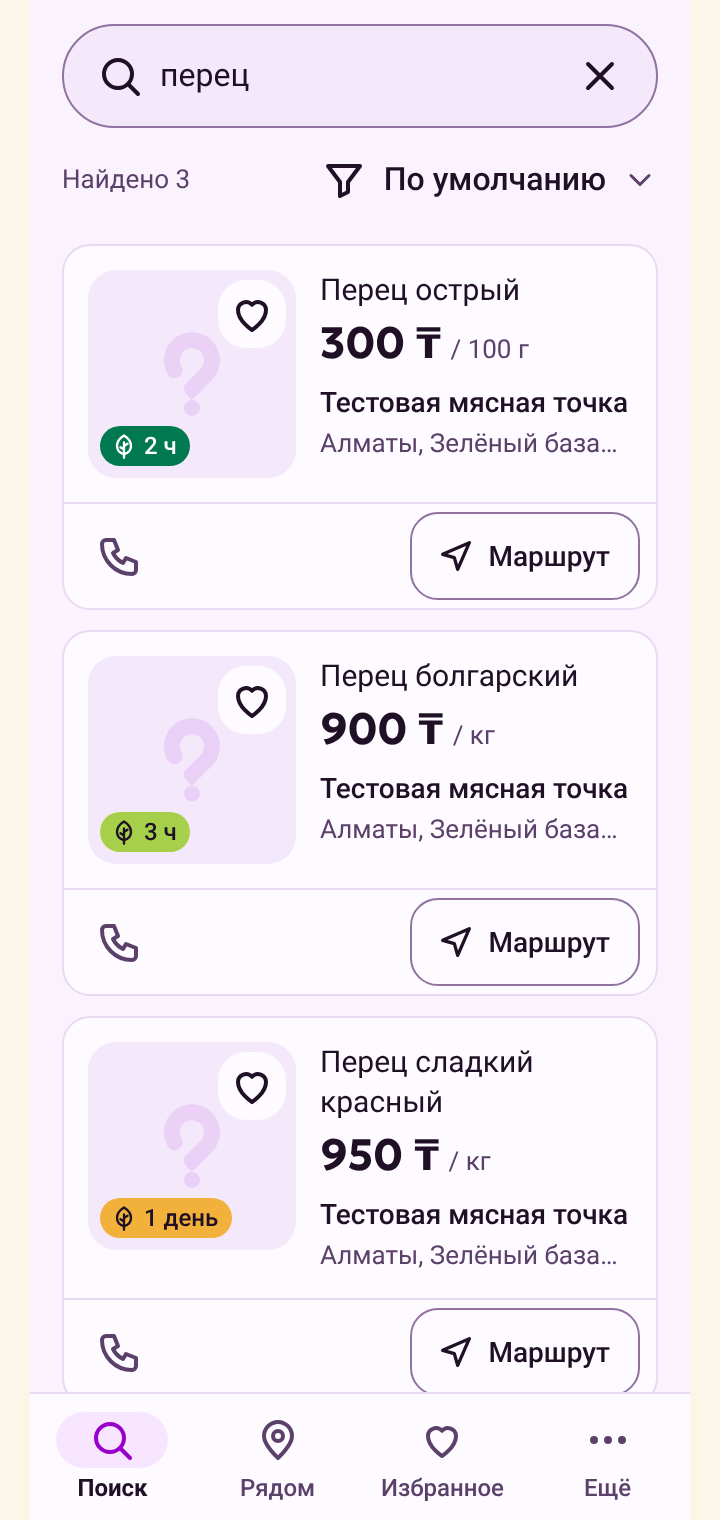 перец
Найдено 3
По умолчанию
Перец острый
300 ₸ / 100 г
Тестовая мясная точка
Алматы, Зелёный база...
2 ч
Маршрут
Перец болгарский
900 ₸ / кг
Тестовая мясная точка
Алматы, Зелёный база...
3 ч
Маршрут
Перец сладкий
красный
950 ₸ / кг
1 день
Тестовая мясная точка
Алматы, Зелёный база...
Маршрут
Поиск
Рядом
Избранное
Ещё